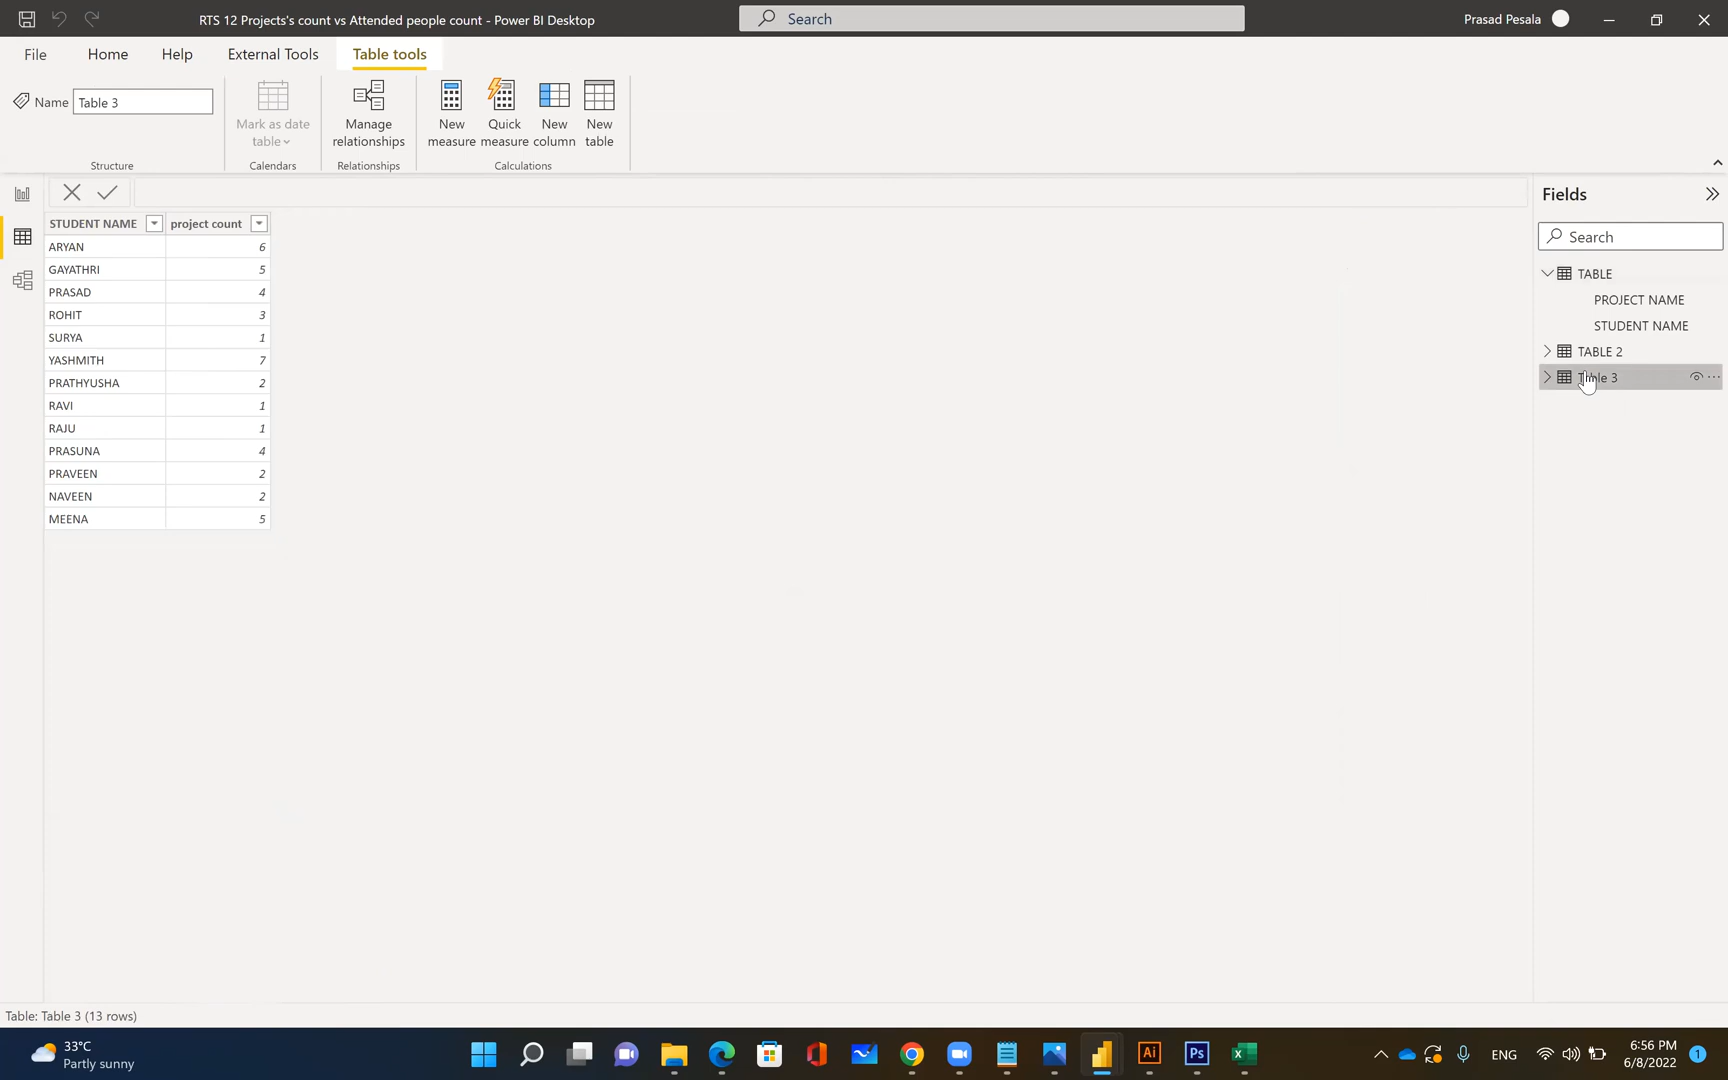 RTS 12 Projects's count vs Attended people count - Power BI Desktop
Search
Prasad Pesala
File
Home
Help
External Tools
Table tools
Name
Table 3
Mark as date
table
Manage
relationships
New
measure
Quick
measure
New
column
New
table
Structure
Calendars
Relationships
Calculations
STUDENT NAME project count
ARYAN 6
GAYATHRI 5
PRASAD 4
ROHIT 3
SURYA 1
YASHMITH 7
PRATHYUSHA 2
RAVI 1
RAJU 1
PRASUNA 4
PRAVEEN 2
NAVEEN 2
MEENA 5
Fields
Search
TABLE
PROJECT NAME
STUDENT NAME
TABLE 2
Table 3
Table: Table 3 (13 rows)
33°C
Partly sunny
Ai
Ps
ENG
6:56 PM
6/8/2022
1